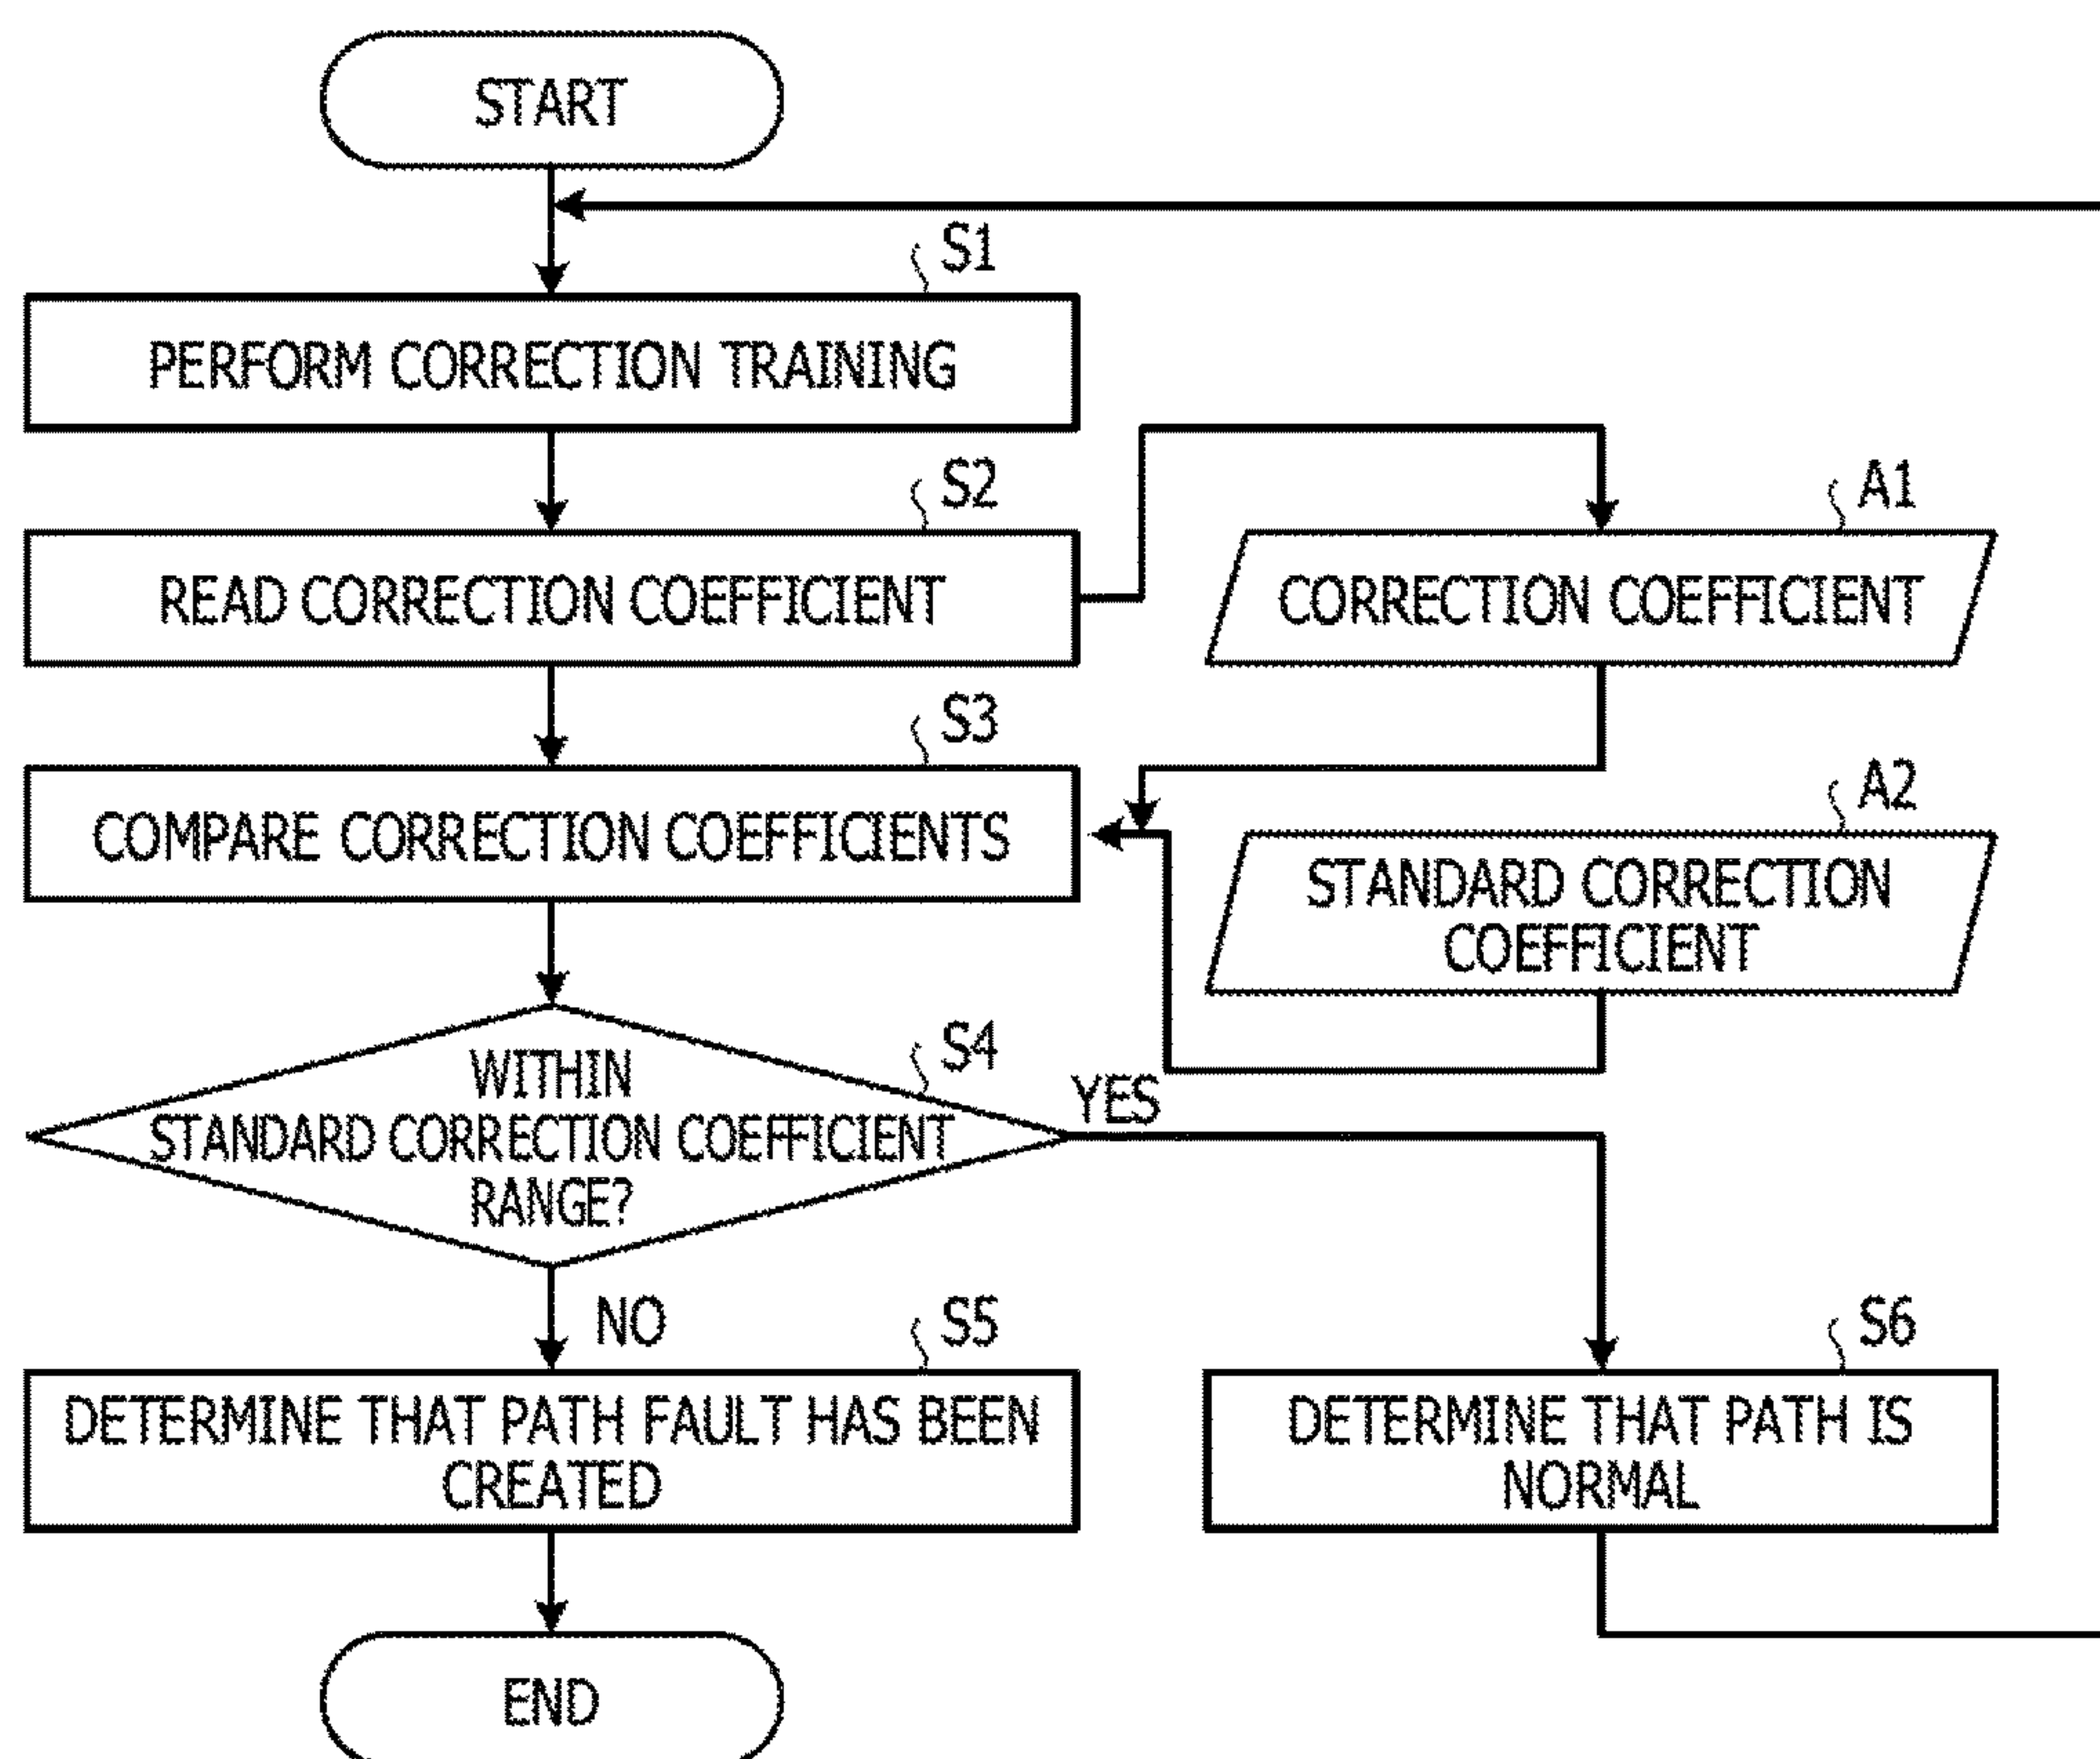 START
S1
PERFORM CORRECTION TRAINING
S2
READ CORRECTION COEFFICIENT
A1
CORRECTION COEFFICIENT
S3
COMPARE CORRECTION COEFFICIENTS
A2
STANDARD CORRECTION
COEFFICIENT
S4
WITHIN
STANDARD CORRECTION COEFFICIENT
RANGE?
YES
NO
S5
DETERMINE THAT PATH FAULT HAS BEEN
CREATED
S6
DETERMINE THAT PATH IS
NORMAL
END